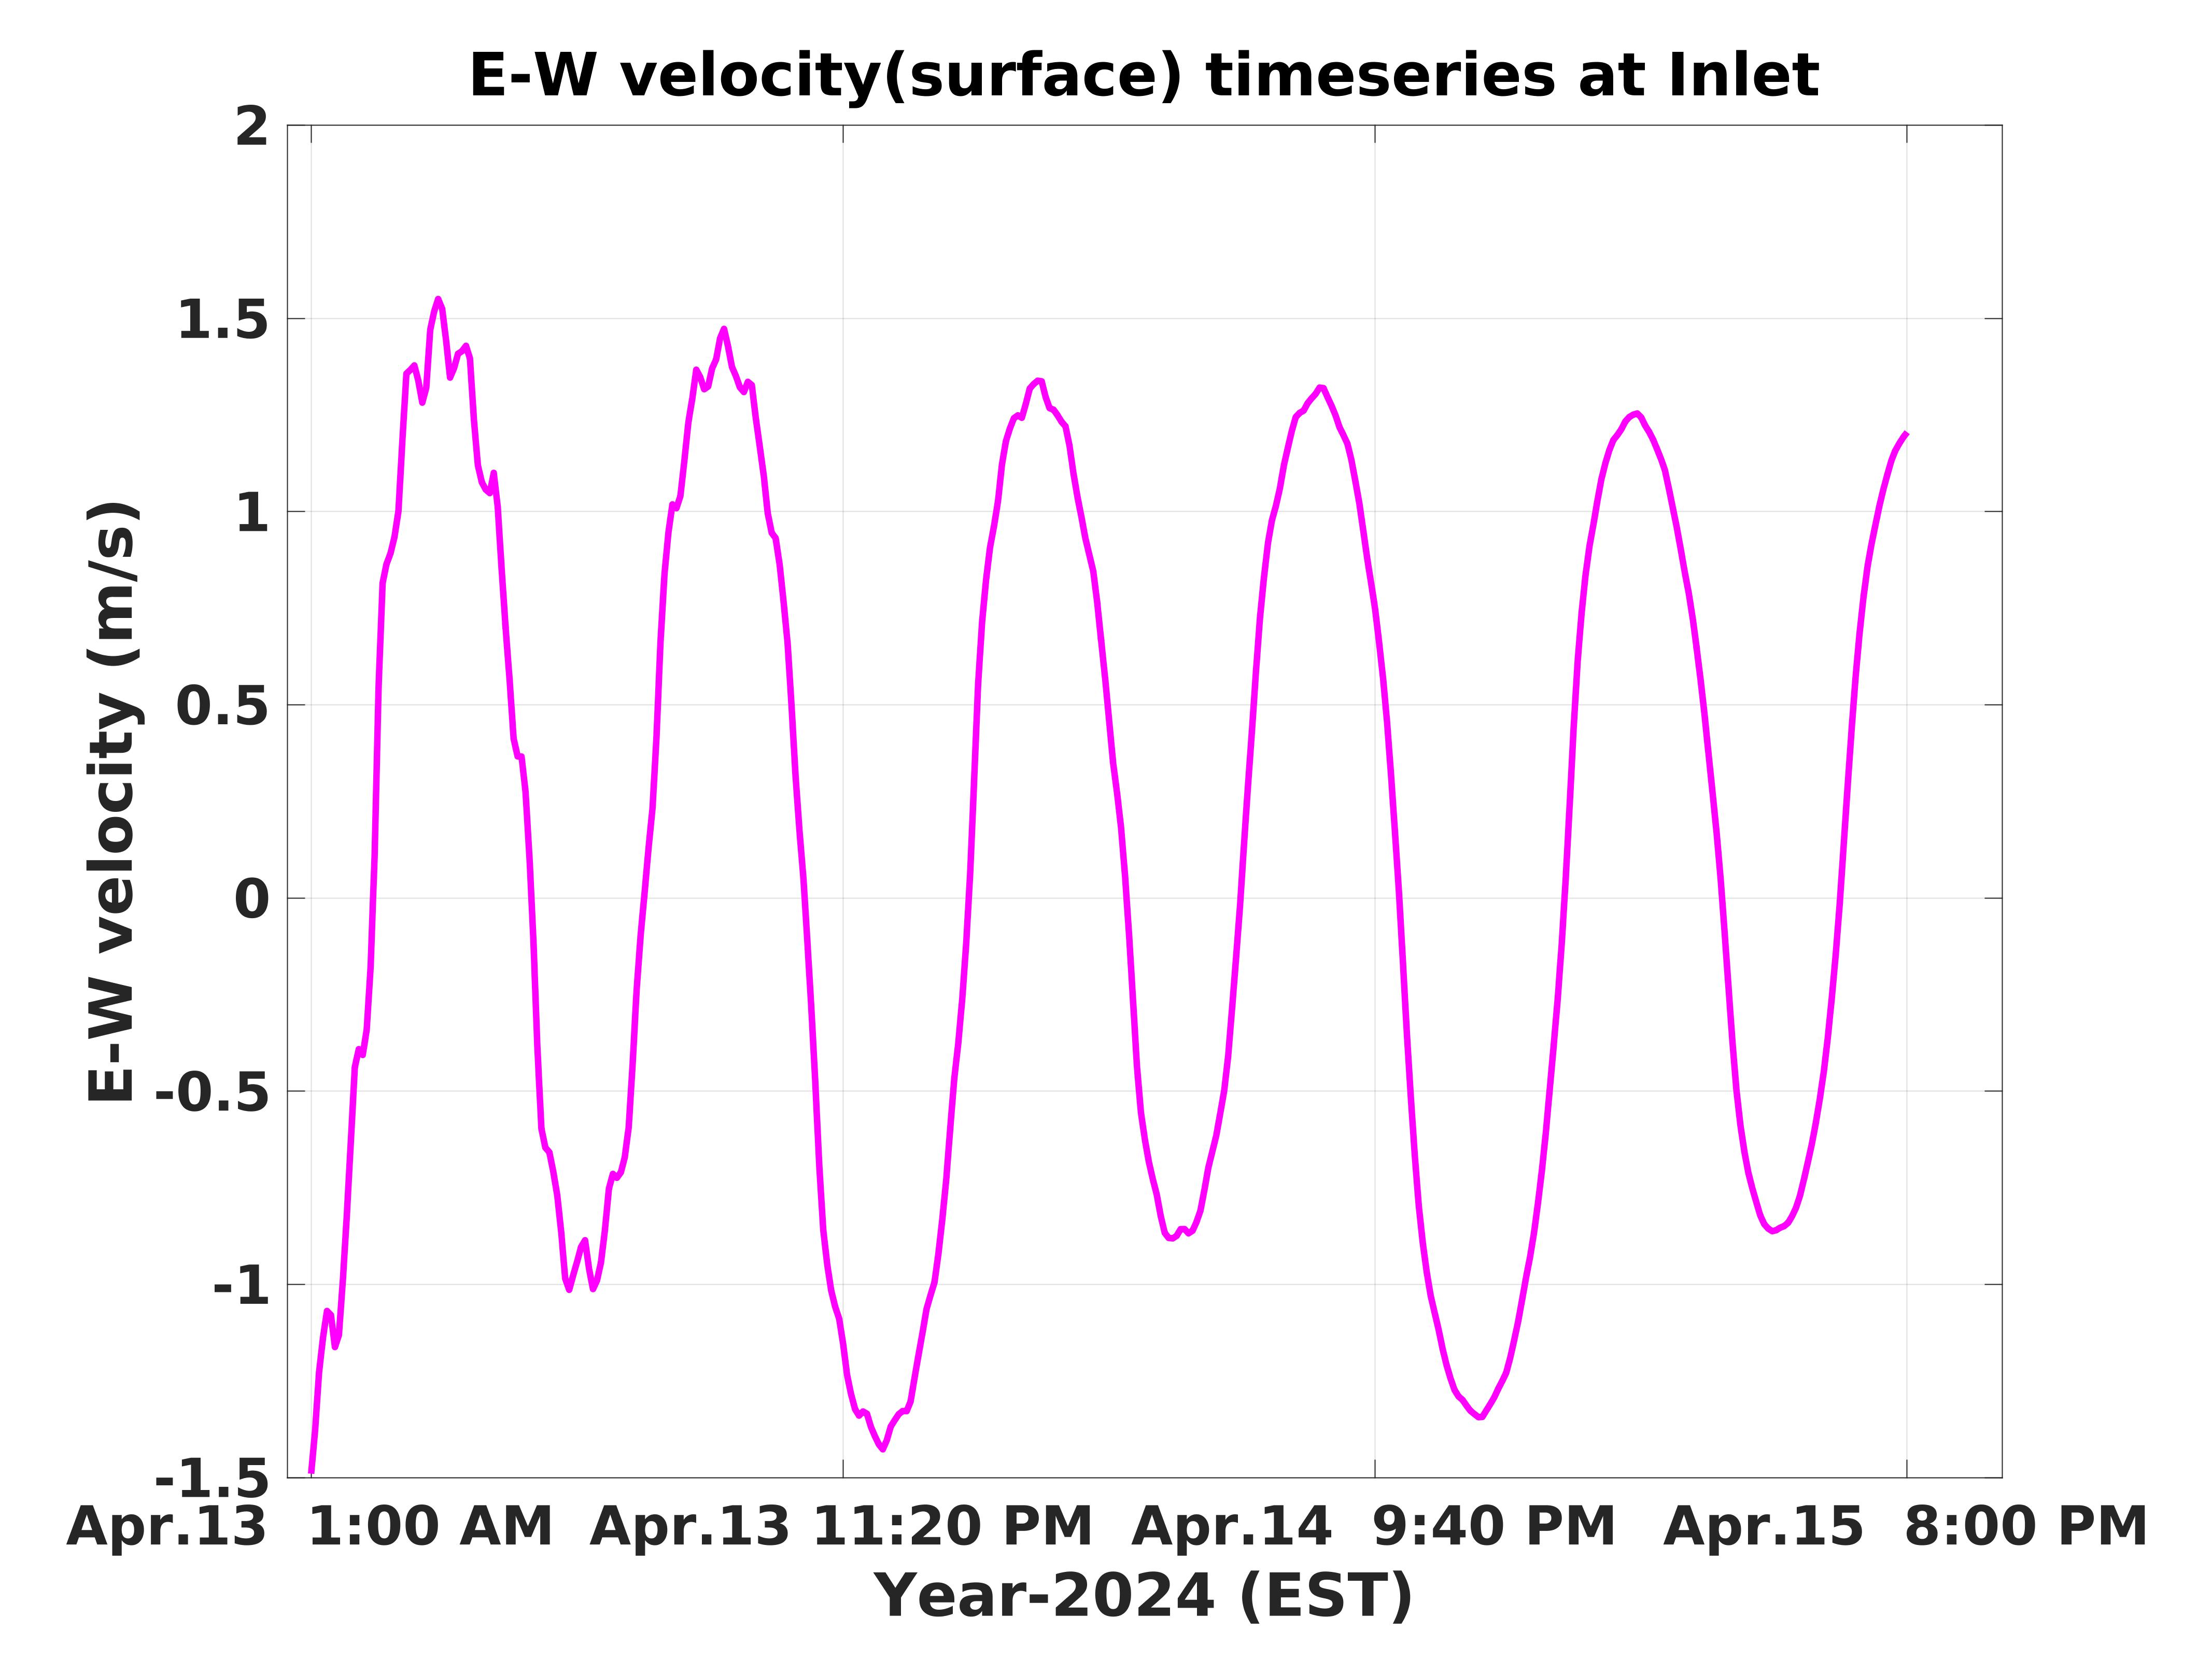 E-W velocity(surface) timeseries at Inlet
E-W velocity (m/s)
2
1.5
1
0.5
0
-0.5
-1
-1.5
Apr.13 1:00 AM Apr.13 11:20 PM Apr.14 9:40 PM Apr.15 8:00 PM
Year-2024 (EST)